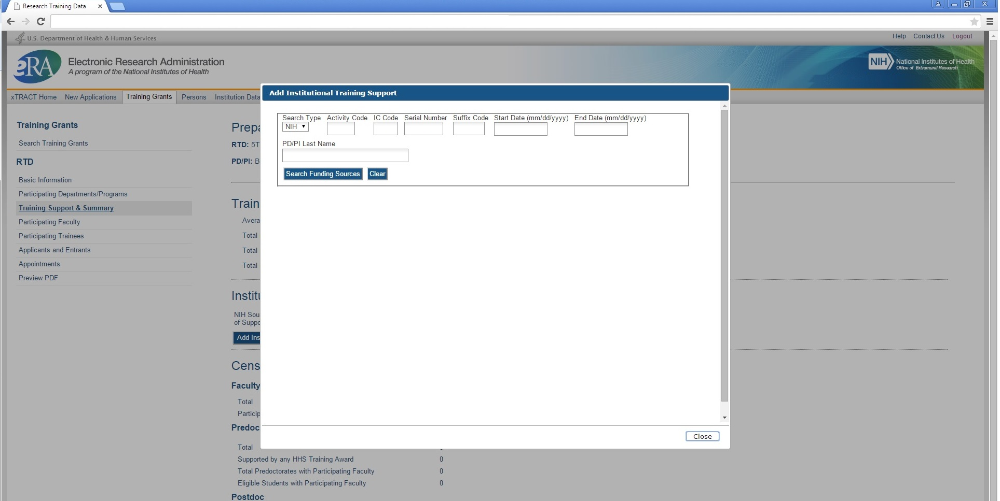 Research Training Data
U.S. Department of Health & Human Services
Help Contact Us Logout
eRA
Electronic Research Administration
A program of the National Institutes of Health
NIH National Institutes of Health
Office of Extramural Research
xTRACT Home New Applications Training Grants Persons Institution Data
Training Grants
Search Training Grants
RTD
Basic Information
Participating Departments/Programs
Training Support & Summary
Participating Faculty
Participating Trainees
Applicants and Entrants
Appointments
Preview PDF
Prepa
RTD: 5T
PD/PI: B
Train
Avera
Total
Total
Total
Institu
NIH Sou
of Suppo
Add Ins
Cens
Faculty
Total
Particip
Predoc
Total
Supported by any HHS Training Award 0
Total Predoctorates with Participating Faculty 0
Eligible Students with Participating Faculty 0
Postdoc
Add Institutional Training Support
Search Type Activity Code IC Code Serial Number Suffix Code Start Date (mm/dd/yyyy) End Date (mm/dd/yyyy)
NIH
PD/PI Last Name
Search Funding Sources Clear
Close